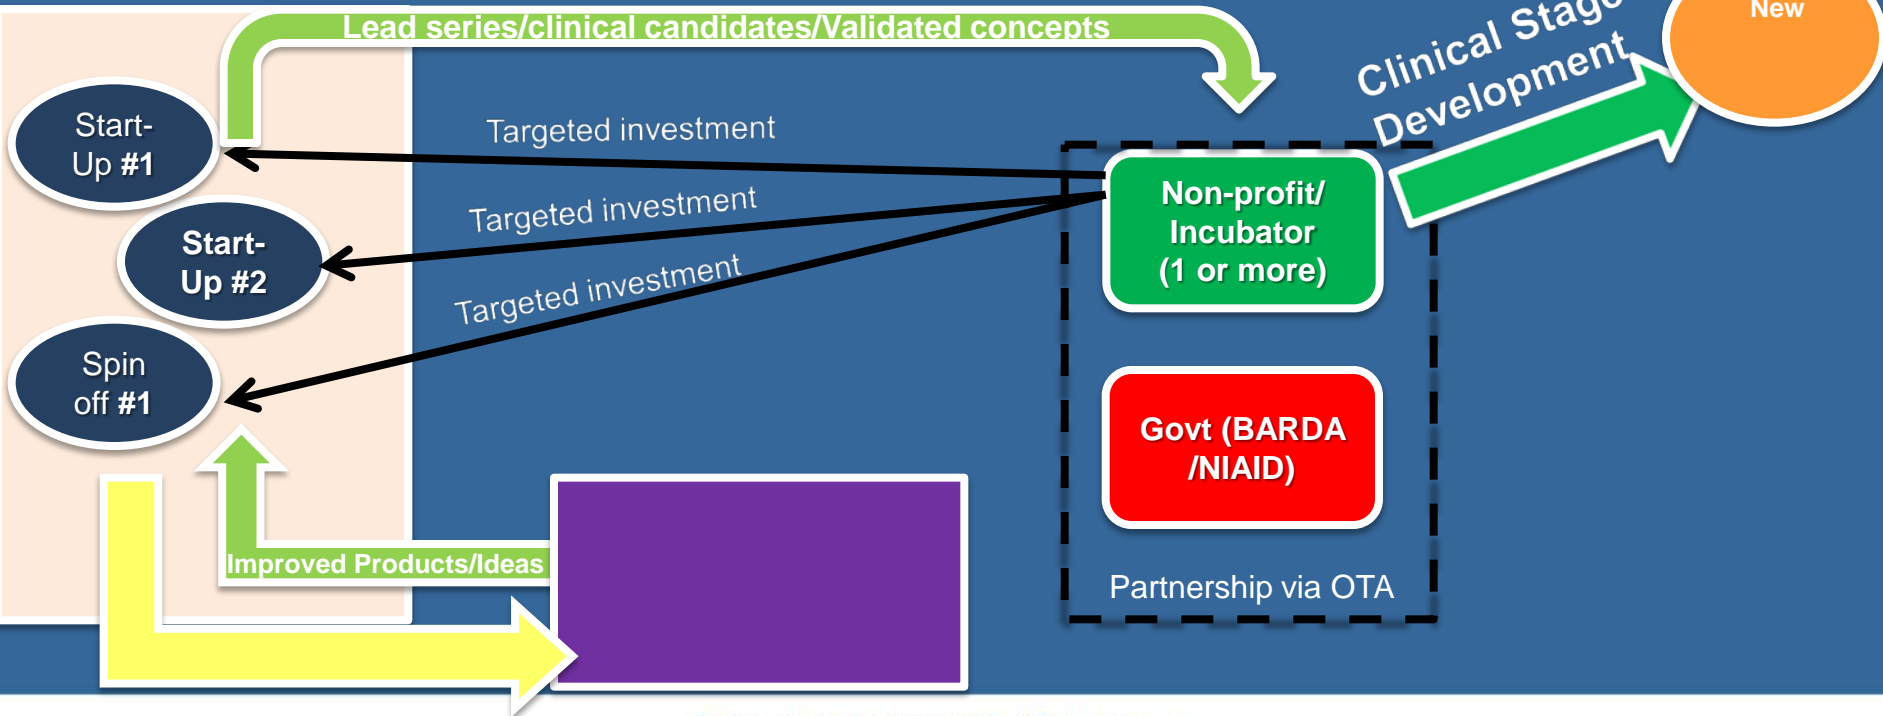 New
Lead series/clinical candidates/Validated concepts
Clinical Stage
Development
Start-
Up #1
Targeted investment
Non-profit/
Incubator
(1 or more)
Targeted investment
Start-
Up #2
Targeted investment
Spin
off #1
Govt (BARDA
/NIAID)
Improved Products/Ideas
Partnership via OTA